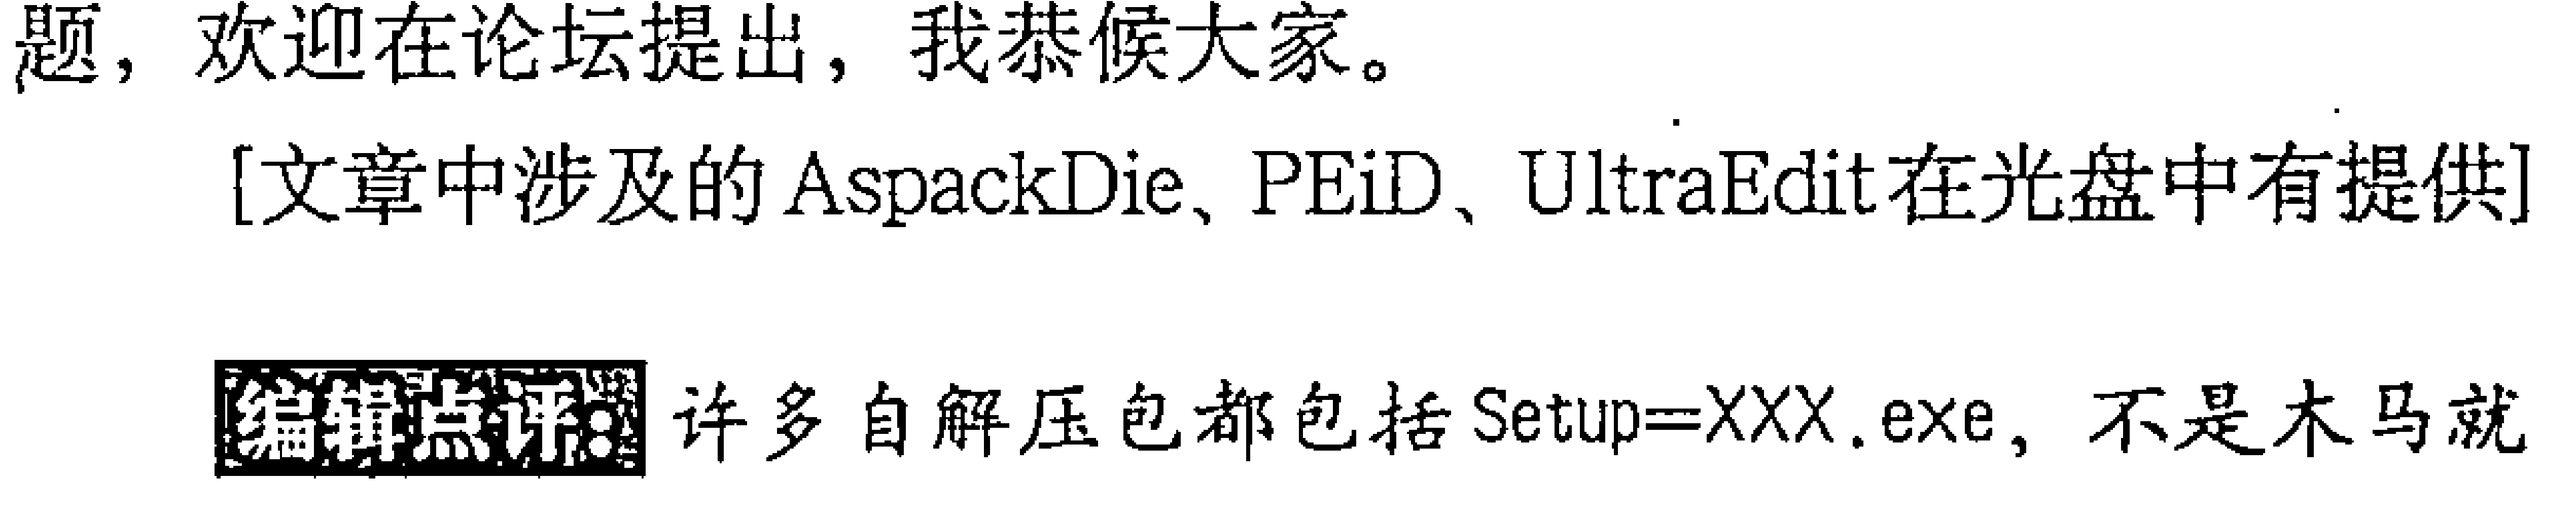 题，欢迎在论坛提出，我恭候大家。
[文章中涉及的AspackDie、PEiD、UltraEdit在光盘中有提供]
编辑点评：许多自解压包都包括Setup=XXX.exe，不是木马就